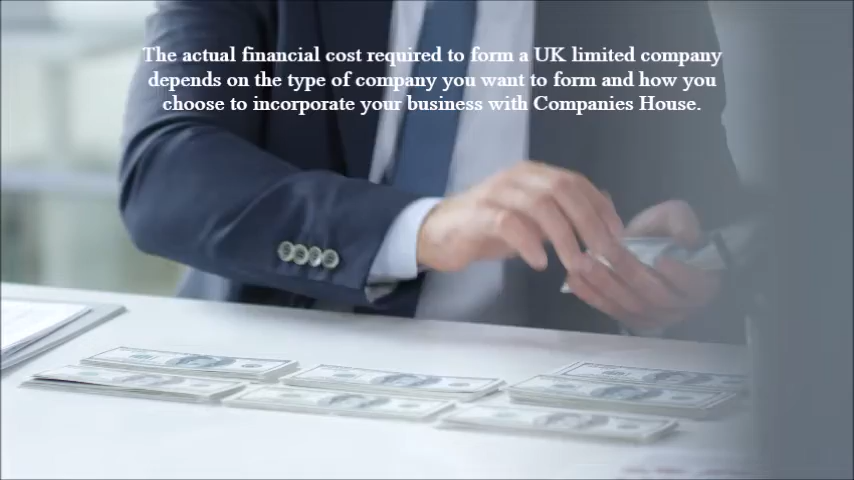 The actual financial cost required to form a UK limited company
depends on the type of company you want to form and how you
choose to incorporate your business with Companies House.